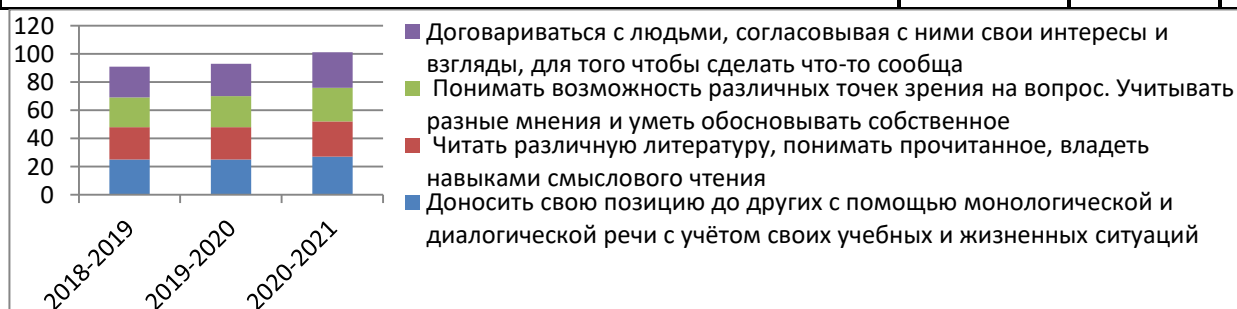 120
100
80
60
40
20
0
2018-2019
2019-2020
2020-2021
Договариваться с людьми, согласовывая с ними свои интересы и
взгляды, для того чтобы сделать что-то сообща
Понимать возможность различных точек зрения на вопрос. Учитывать
разные мнения и уметь обосновывать собственное
Читать различную литературу, понимать прочитанное, владеть
навыками смыслового чтения
Доносить свою позицию до других с помощью монологической и
диалогической речи с учётом своих учебных и жизненных ситуаций